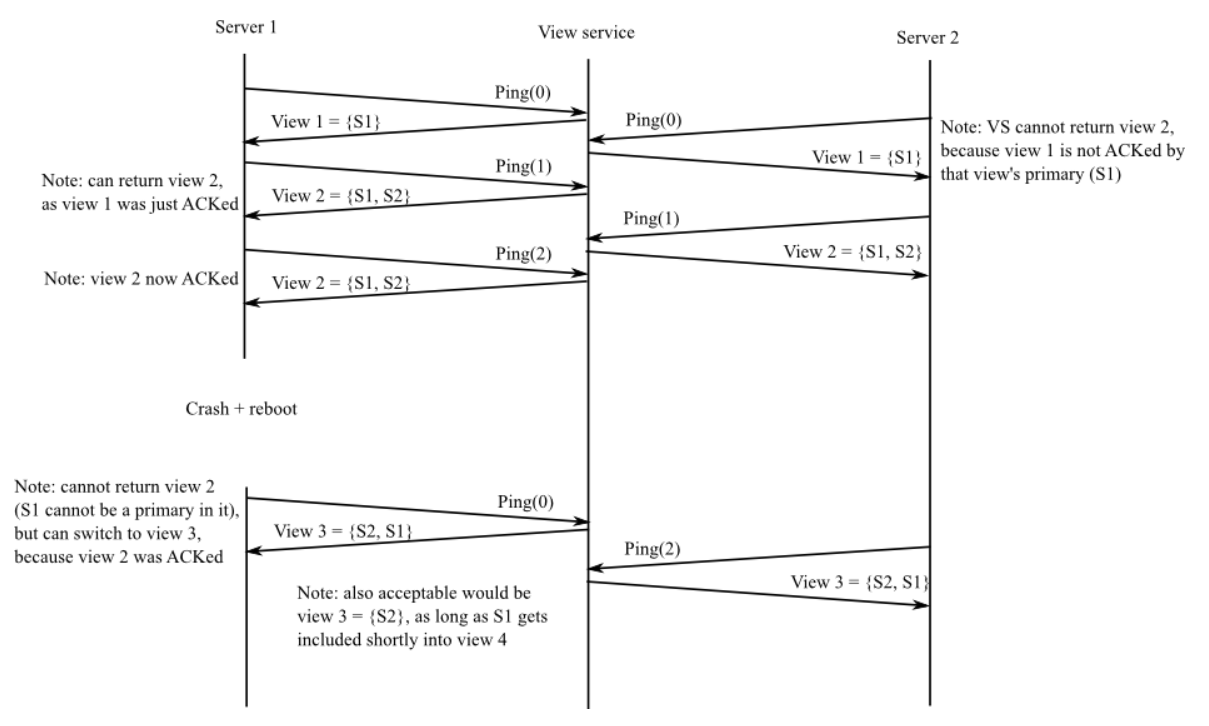 Server 1
View service
Server 2
Ping(0)
View 1 = {S1}
Ping(0)
Note: VS cannot return view 2,
because view 1 is not ACKed by
that view's primary (S1)
View 1 = {S1}
Ping(1)
Note: can return view 2,
as view 1 was just ACKed
View 2 = {S1, S2}
Ping(1)
View 2 = {S1, S2}
Ping(2)
Note: view 2 now ACKed
View 2 = {S1, S2}
Crash + reboot
Note: cannot return view 2
(S1 cannot be a primary in it),
but can switch to view 3,
because view 2 was ACKed
Ping(0)
View 3 = {S2, S1}
Ping(2)
View 3 = {S2, S1}
Note: also acceptable would be
view 3 = {S2}, as long as S1 gets
included shortly into view 4